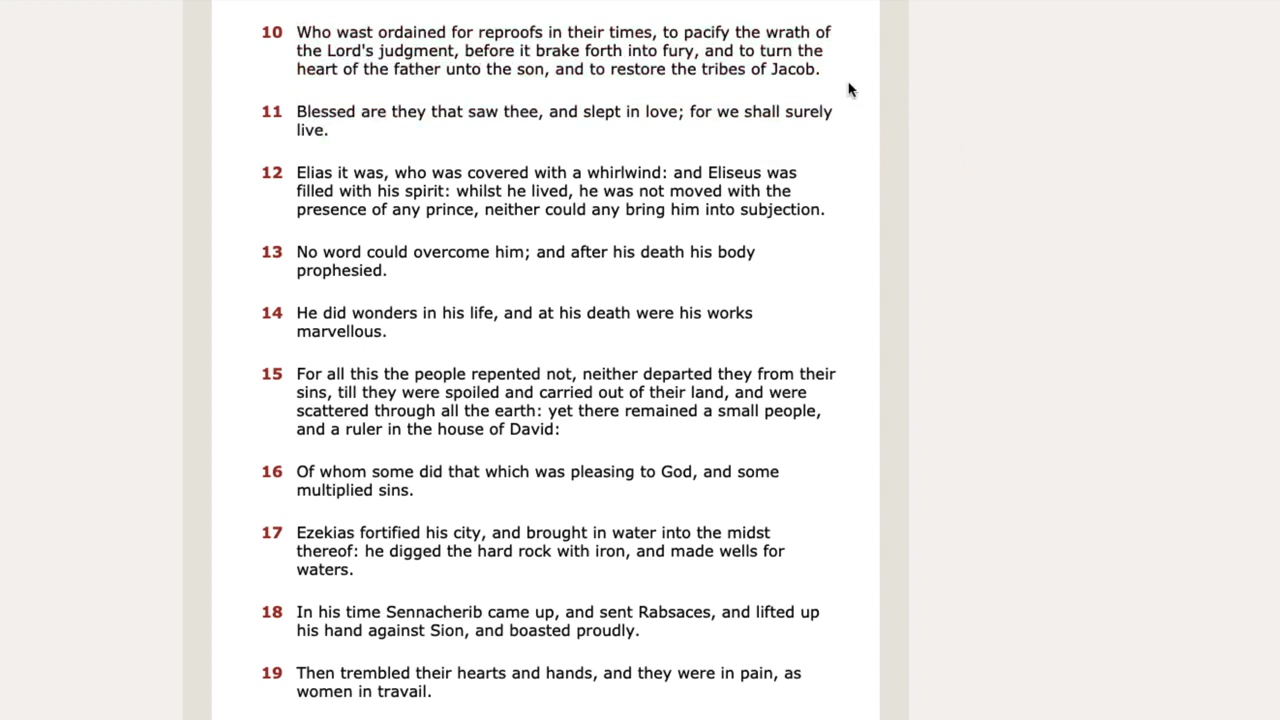 10 Who wast ordained for reproofs in their times, to pacify the wrath of
the Lord's judgment, before it brake forth into fury, and to turn the
heart of the father unto the son, and to restore the tribes of Jacob.
11 Blessed are they that saw thee, and slept in love; for we shall surely
live.
12 Elias it was, who was covered with a whirlwind: and Eliseus was
filled with his spirit: whilst he lived, he was not moved with the
presence of any prince, neither could any bring him into subjection.
13 No word could overcome him; and after his death his body
prophesied.
14 He did wonders in his life, and at his death were his works
marvellous.
15 For all this the people repented not, neither departed they from their
sins, till they were spoiled and carried out of their land, and were
scattered through all the earth: yet there remained a small people,
and a ruler in the house of David:
16 Of whom some did that which was pleasing to God, and some
multiplied sins.
17 Ezekias fortified his city, and brought in water into the midst
thereof: he digged the hard rock with iron, and made wells for
waters.
18 In his time Sennacherib came up, and sent Rabsaces, and lifted up
his hand against Sion, and boasted proudly.
19 Then trembled their hearts and hands, and they were in pain, as
women in travail.